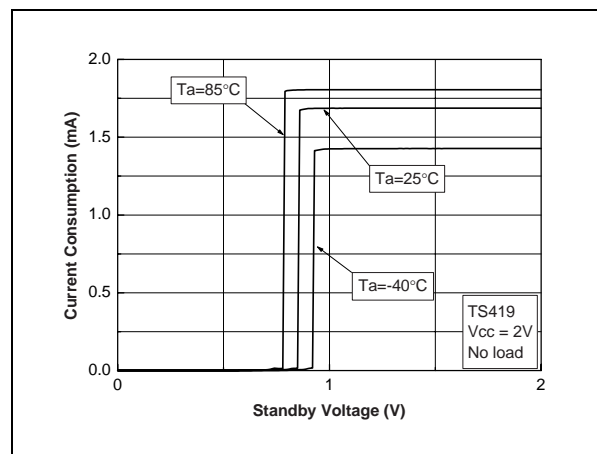 2.0
Ta=85°C
1.5
Ta=25°C
1.0
Current Consumption (mA)
Ta=-40°C
0.5
TS419
Vcc = 2V
No load
0.0
0
1
2
Standby Voltage (V)